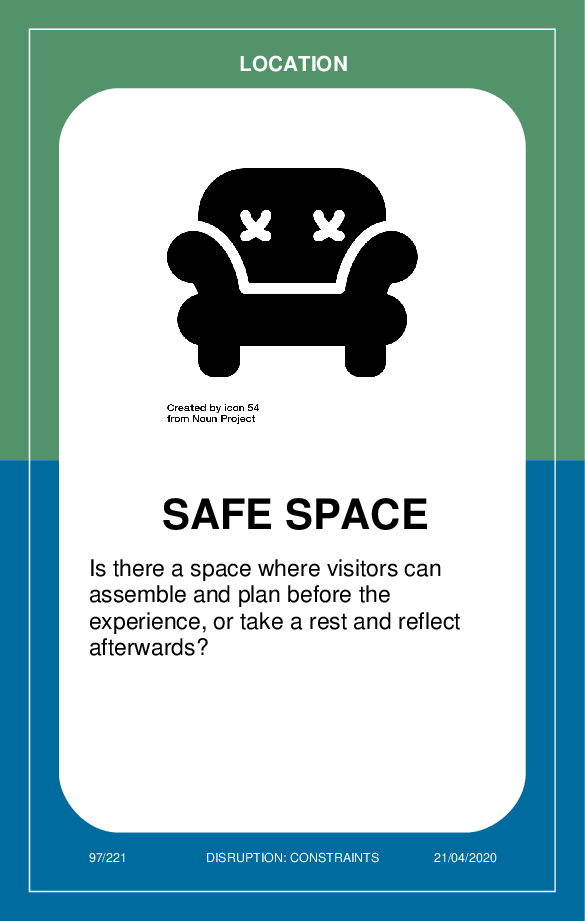 LOCATION
Created by icon 54
from Noun Project
SAFE SPACE
Is there a space where visitors can
assemble and plan before the
experience, or take a rest and reflect
afterwards?
97/221 DISRUPTION: CONSTRAINTS 21/04/2020